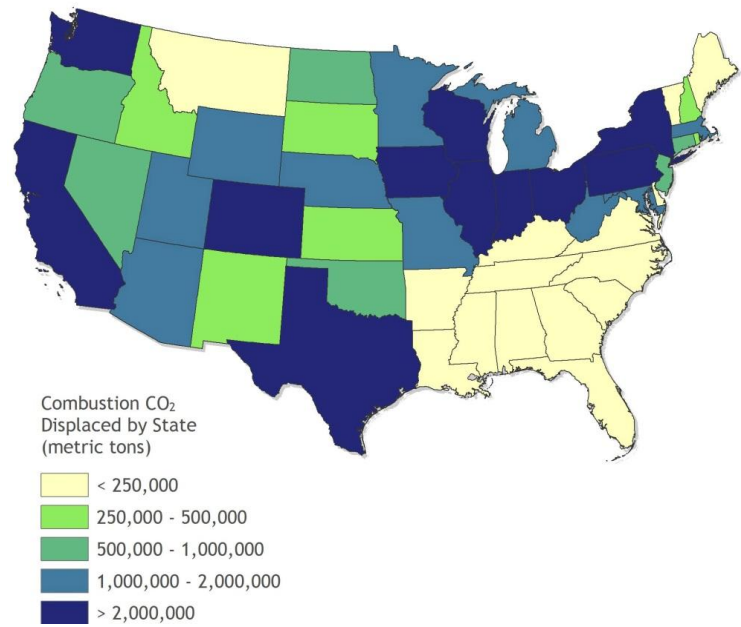 Combustion CO₂
Displaced by State
(metric tons)
< 250,000
250,000 - 500,000
500,000 - 1,000,000
1,000,000 - 2,000,000
> 2,000,000